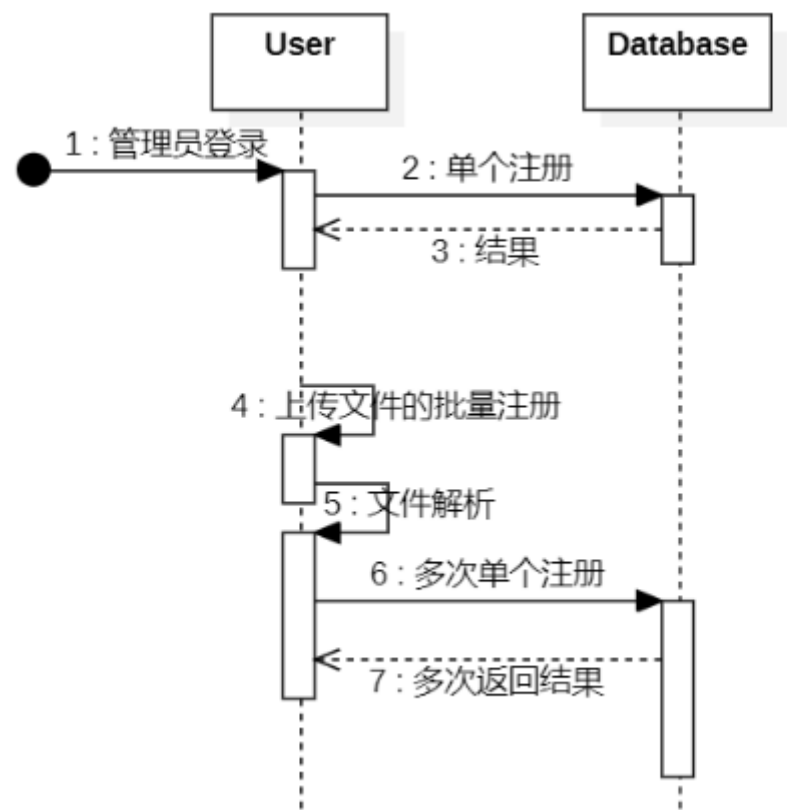 User
Database
1 : 管理员登录
2 : 单个注册
3 : 结果
4 : 上传文件的批量注册
5 : 文件解析
6 : 多次单个注册
7 : 多次返回结果